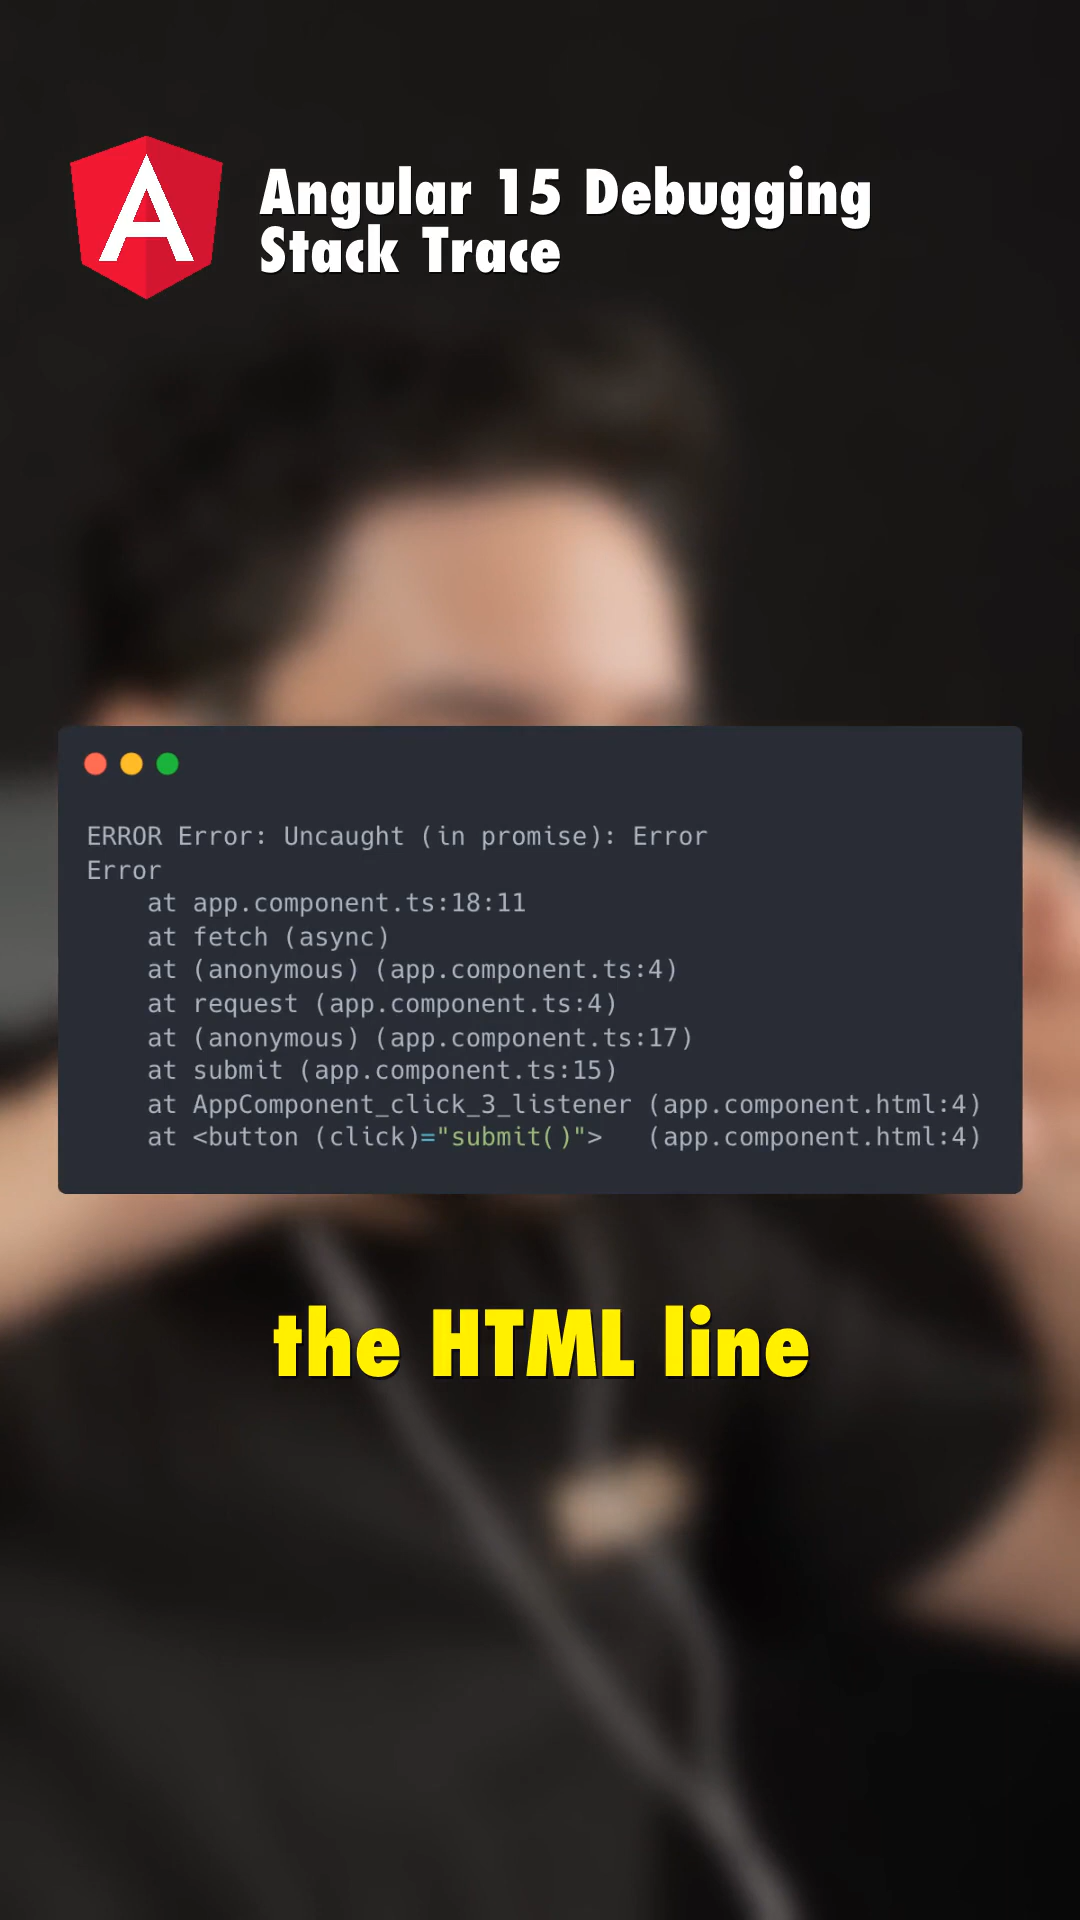 Angular 15 Debugging
Stack Trace
ERROR Error: Uncaught (in promise): Error
Error
    at app.component.ts:18:11
    at fetch (async)
    at (anonymous) (app.component.ts:4)
    at request (app.component.ts:4)
    at (anonymous) (app.component.ts:17)
    at submit (app.component.ts:15)
    at AppComponent_click_3_listener (app.component.html:4)
    at <button (click)="submit()">   (app.component.html:4)
the HTML line